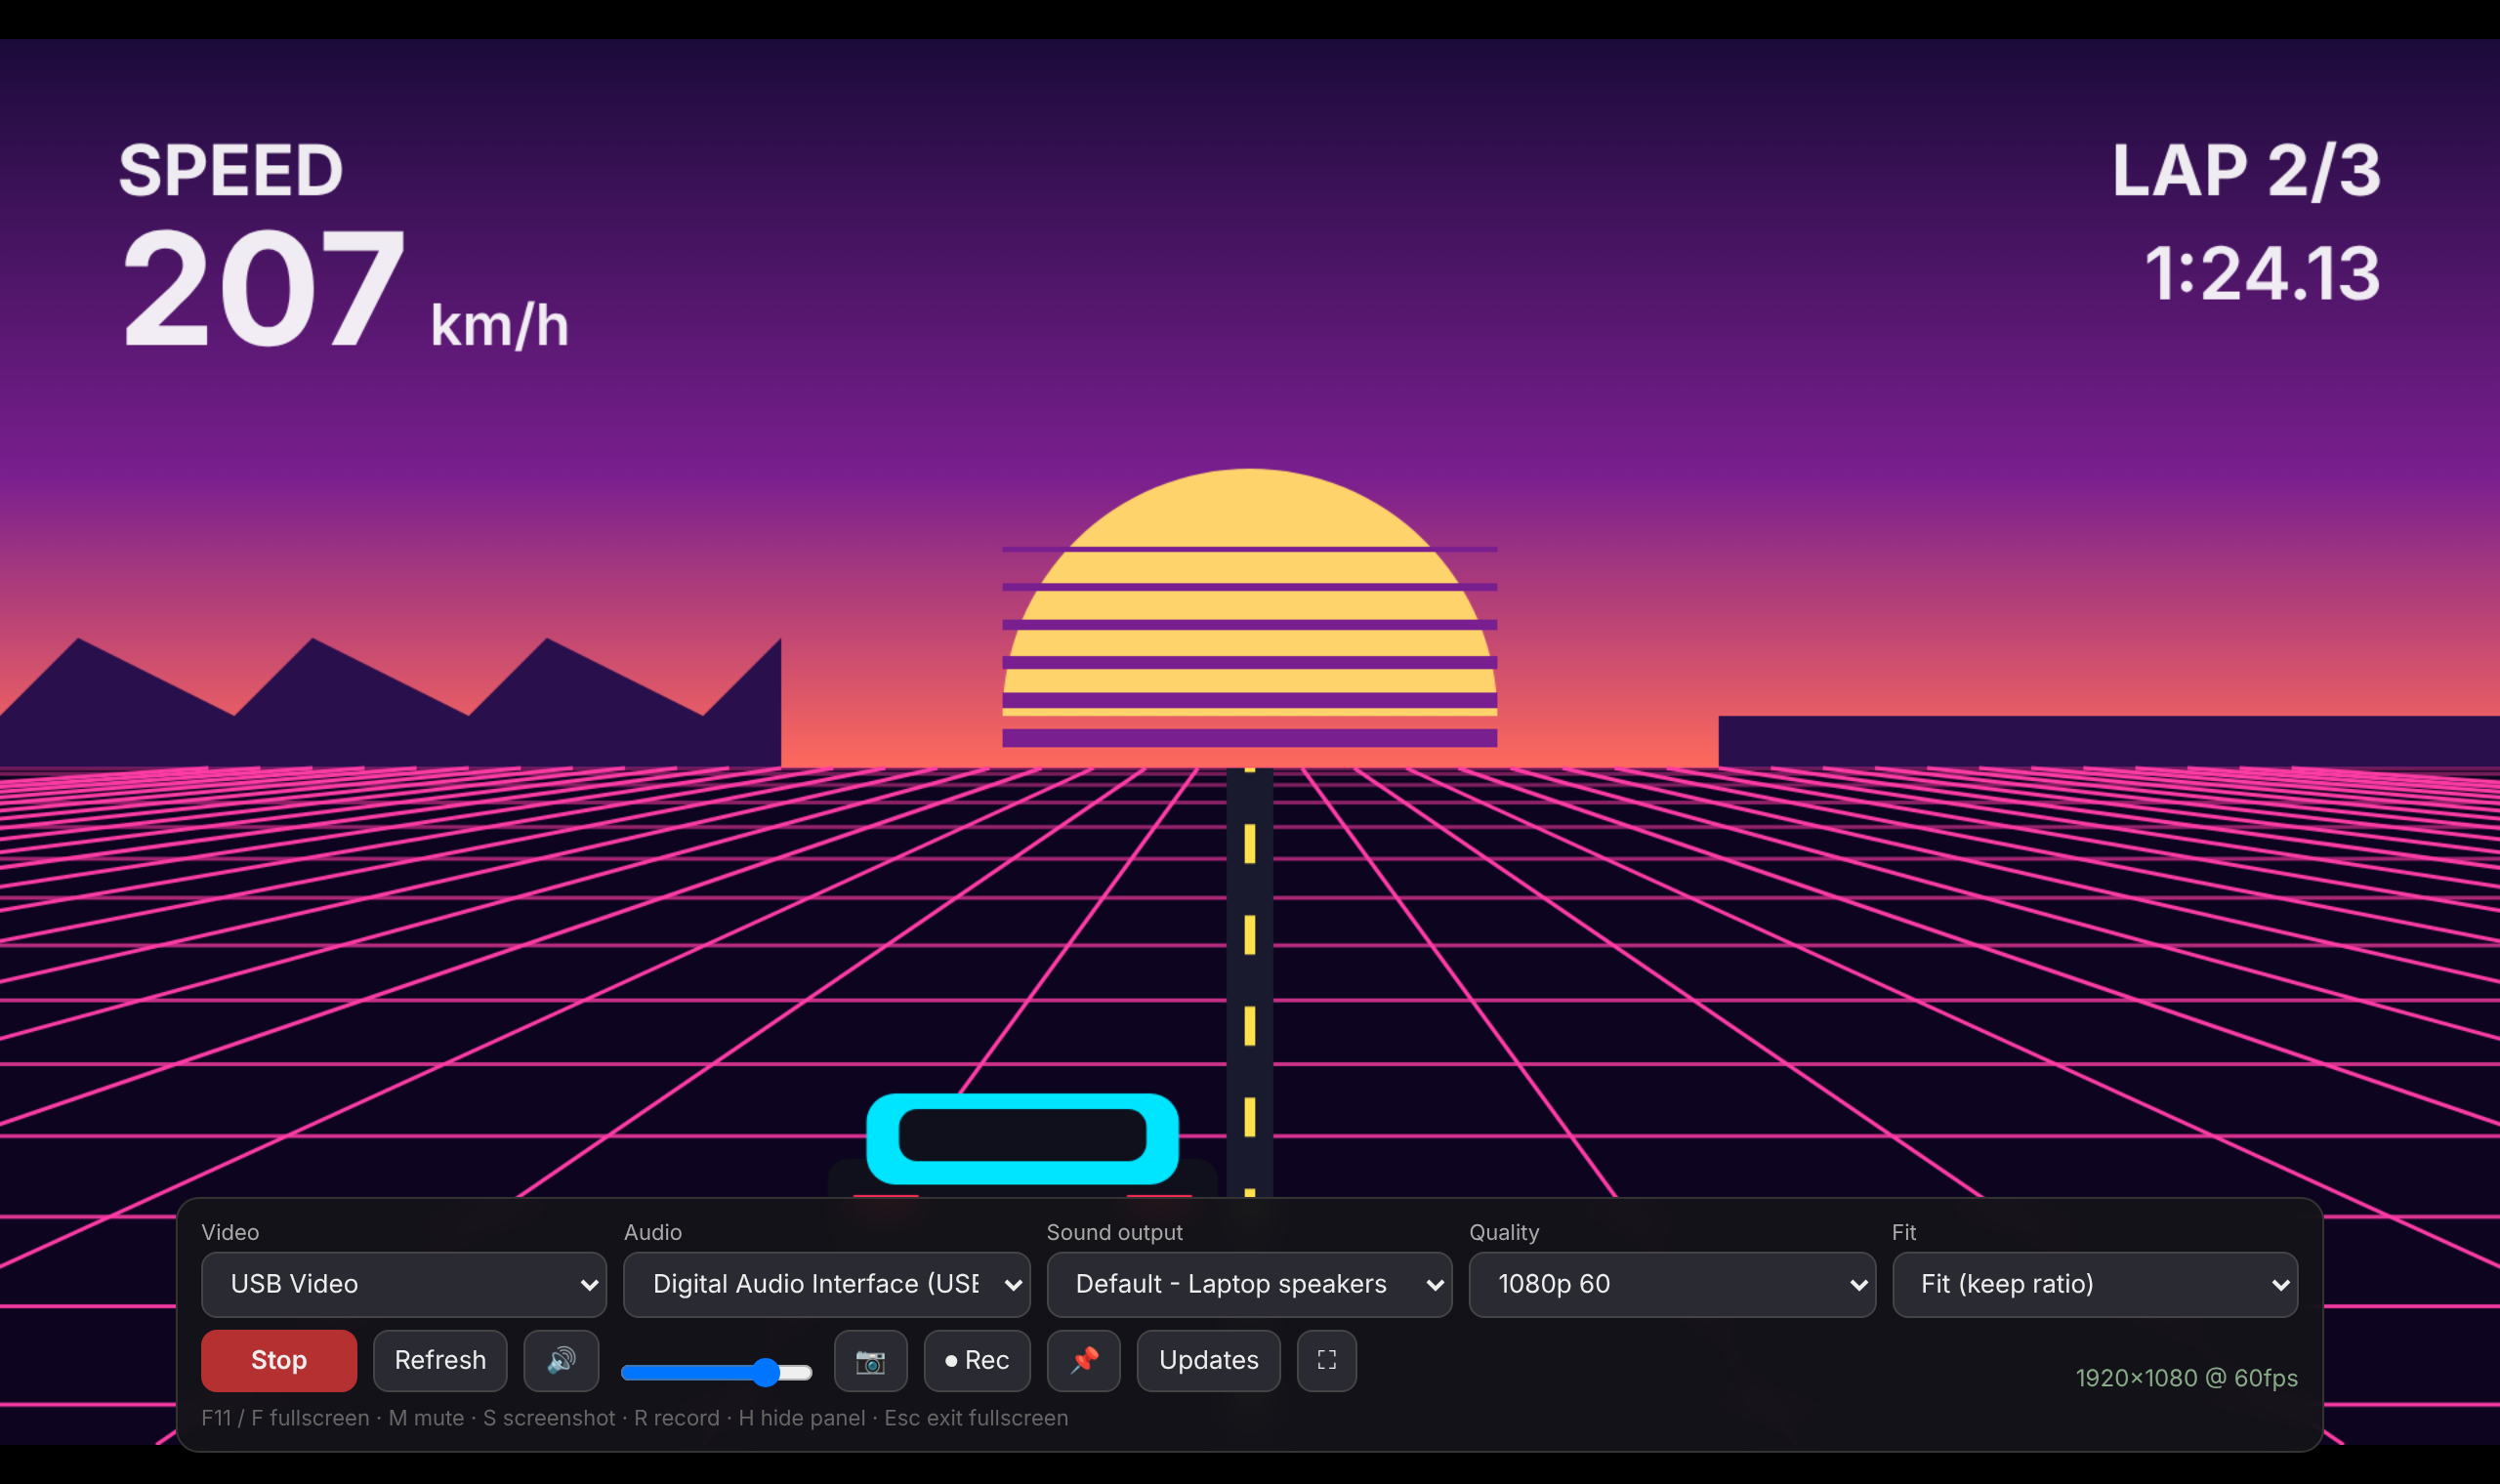 SPEED
207 km/h
LAP 2/3
1:24.13
Video
Audio
Sound output
Quality
Fit
USB Video
Digital Audio Interface (USB
Default - Laptop speakers
1080p 60
Fit (keep ratio)
Stop
Refresh
Rec
Updates
1920×1080 @ 60fps
F11 / F fullscreen · M mute · S screenshot · R record · H hide panel · Esc exit fullscreen